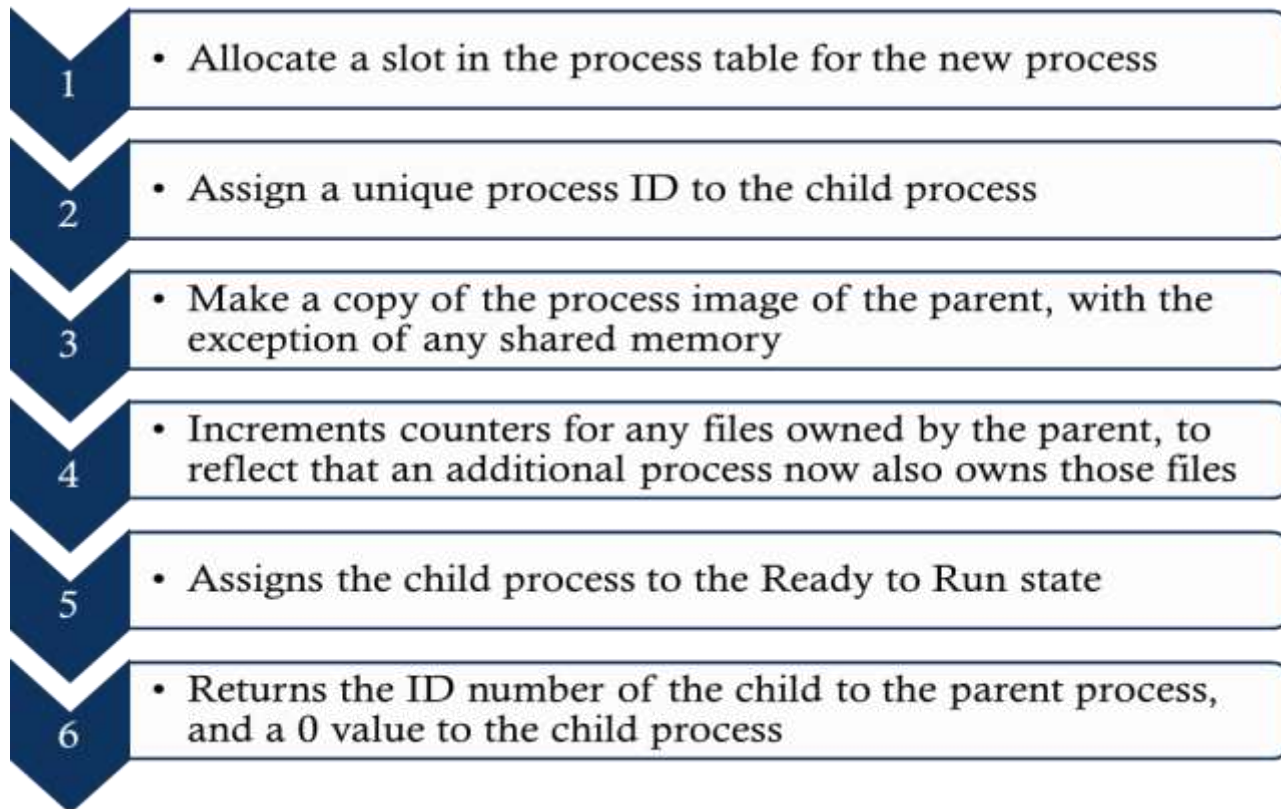 1
• Allocate a slot in the process table for the new process
2
• Assign a unique process ID to the child process
3
• Make a copy of the process image of the parent, with the
exception of any shared memory
4
• Increments counters for any files owned by the parent, to
reflect that an additional process now also owns those files
5
• Assigns the child process to the Ready to Run state
6
• Returns the ID number of the child to the parent process,
and a 0 value to the child process